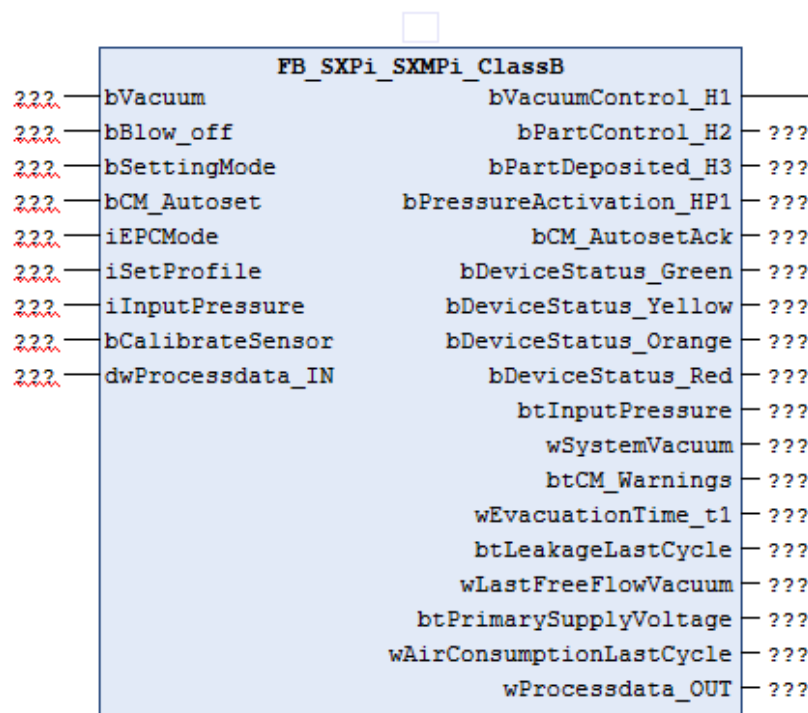 FB_SXPi_SXMPi_ClassB
??? bVacuum bVacuumControl_H1
??? bBlow_off bPartControl_H2 ???
??? bSettingMode bPartDeposited_H3 ???
??? bCM_Autoset bPressureActivation_HP1 ???
??? iEPCMode bCM_AutosetAck ???
??? iSetProfile bDeviceStatus_Green ???
??? iInputPressure bDeviceStatus_Yellow ???
??? bCalibrateSensor bDeviceStatus_Orange ???
??? dwProcessdata_IN bDeviceStatus_Red ???
btInputPressure ???
wSystemVacuum ???
btCM_Warnings ???
wEvacuationTime_t1 ???
btLeakageLastCycle ???
wLastFreeFlowVacuum ???
btPrimarySupplyVoltage ???
wAirConsumptionLastCycle ???
wProcessdata_OUT ???